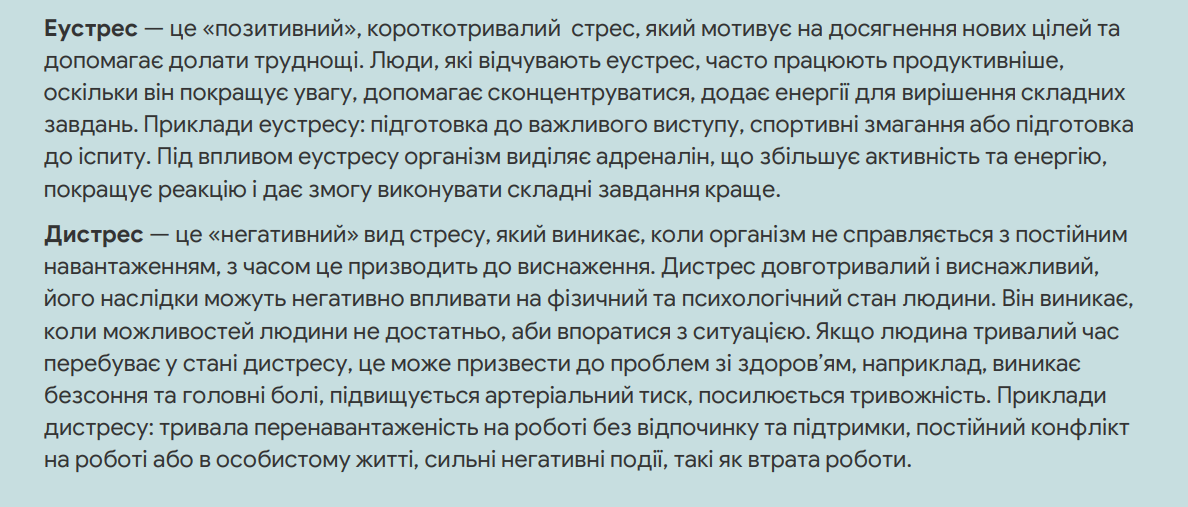 Еустрес — це «позитивний», короткотривалий стрес, який мотивує на досягнення нових цілей та
допомагає долати труднощі. Люди, які відчувають еустрес, часто працюють продуктивніше,
оскільки він покращує увагу, допомагає сконцентруватися, додає енергії для вирішення складних
завдань. Приклади еустресу: підготовка до важливого виступу, спортивні змагання або підготовка
до іспиту. Під впливом еустресу організм виділяє адреналін, що збільшує активність та енергію,
покращує реакцію і дає змогу виконувати складні завдання краще.
Дистрес — це «негативний» вид стресу, який виникає, коли організм не справляється з постійним
навантаженням, з часом це призводить до виснаження. Дистрес довготривалий і виснажливий,
його наслідки можуть негативно впливати на фізичний та психологічний стан людини. Він виникає,
коли можливостей людини не достатньо, аби впоратися з ситуацією. Якщо людина тривалий час
перебуває у стані дистресу, це може призвести до проблем зі здоров’ям, наприклад, виникає
безсоння та головні болі, підвищується артеріальний тиск, посилюється тривожність. Приклади
дистресу: тривала перенавантаженість на роботі без відпочинку та підтримки, постійний конфлікт
на роботі або в особистому житті, сильні негативні події, такі як втрата роботи.